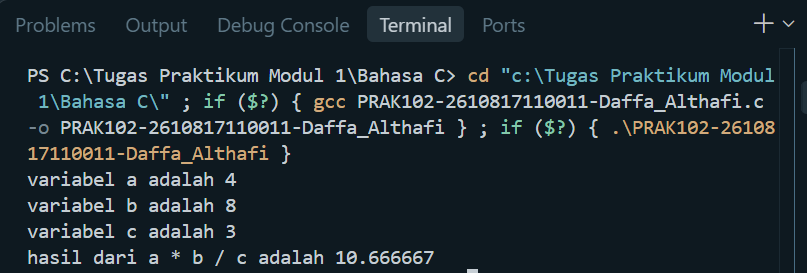 Problems Output Debug Console Terminal Ports
PS C:\Tugas Praktikum Modul 1\Bahasa C> cd "c:\Tugas Praktikum Modul
1\Bahasa C\" ; if ($?) { gcc PRAK102-2610817110011-Daffa_Althafi.c
-o PRAK102-2610817110011-Daffa_Althafi } ; if ($?) { .\PRAK102-26108
17110011-Daffa_Althafi }
variabel a adalah 4
variabel b adalah 8
variabel c adalah 3
hasil dari a * b / c adalah 10.666667